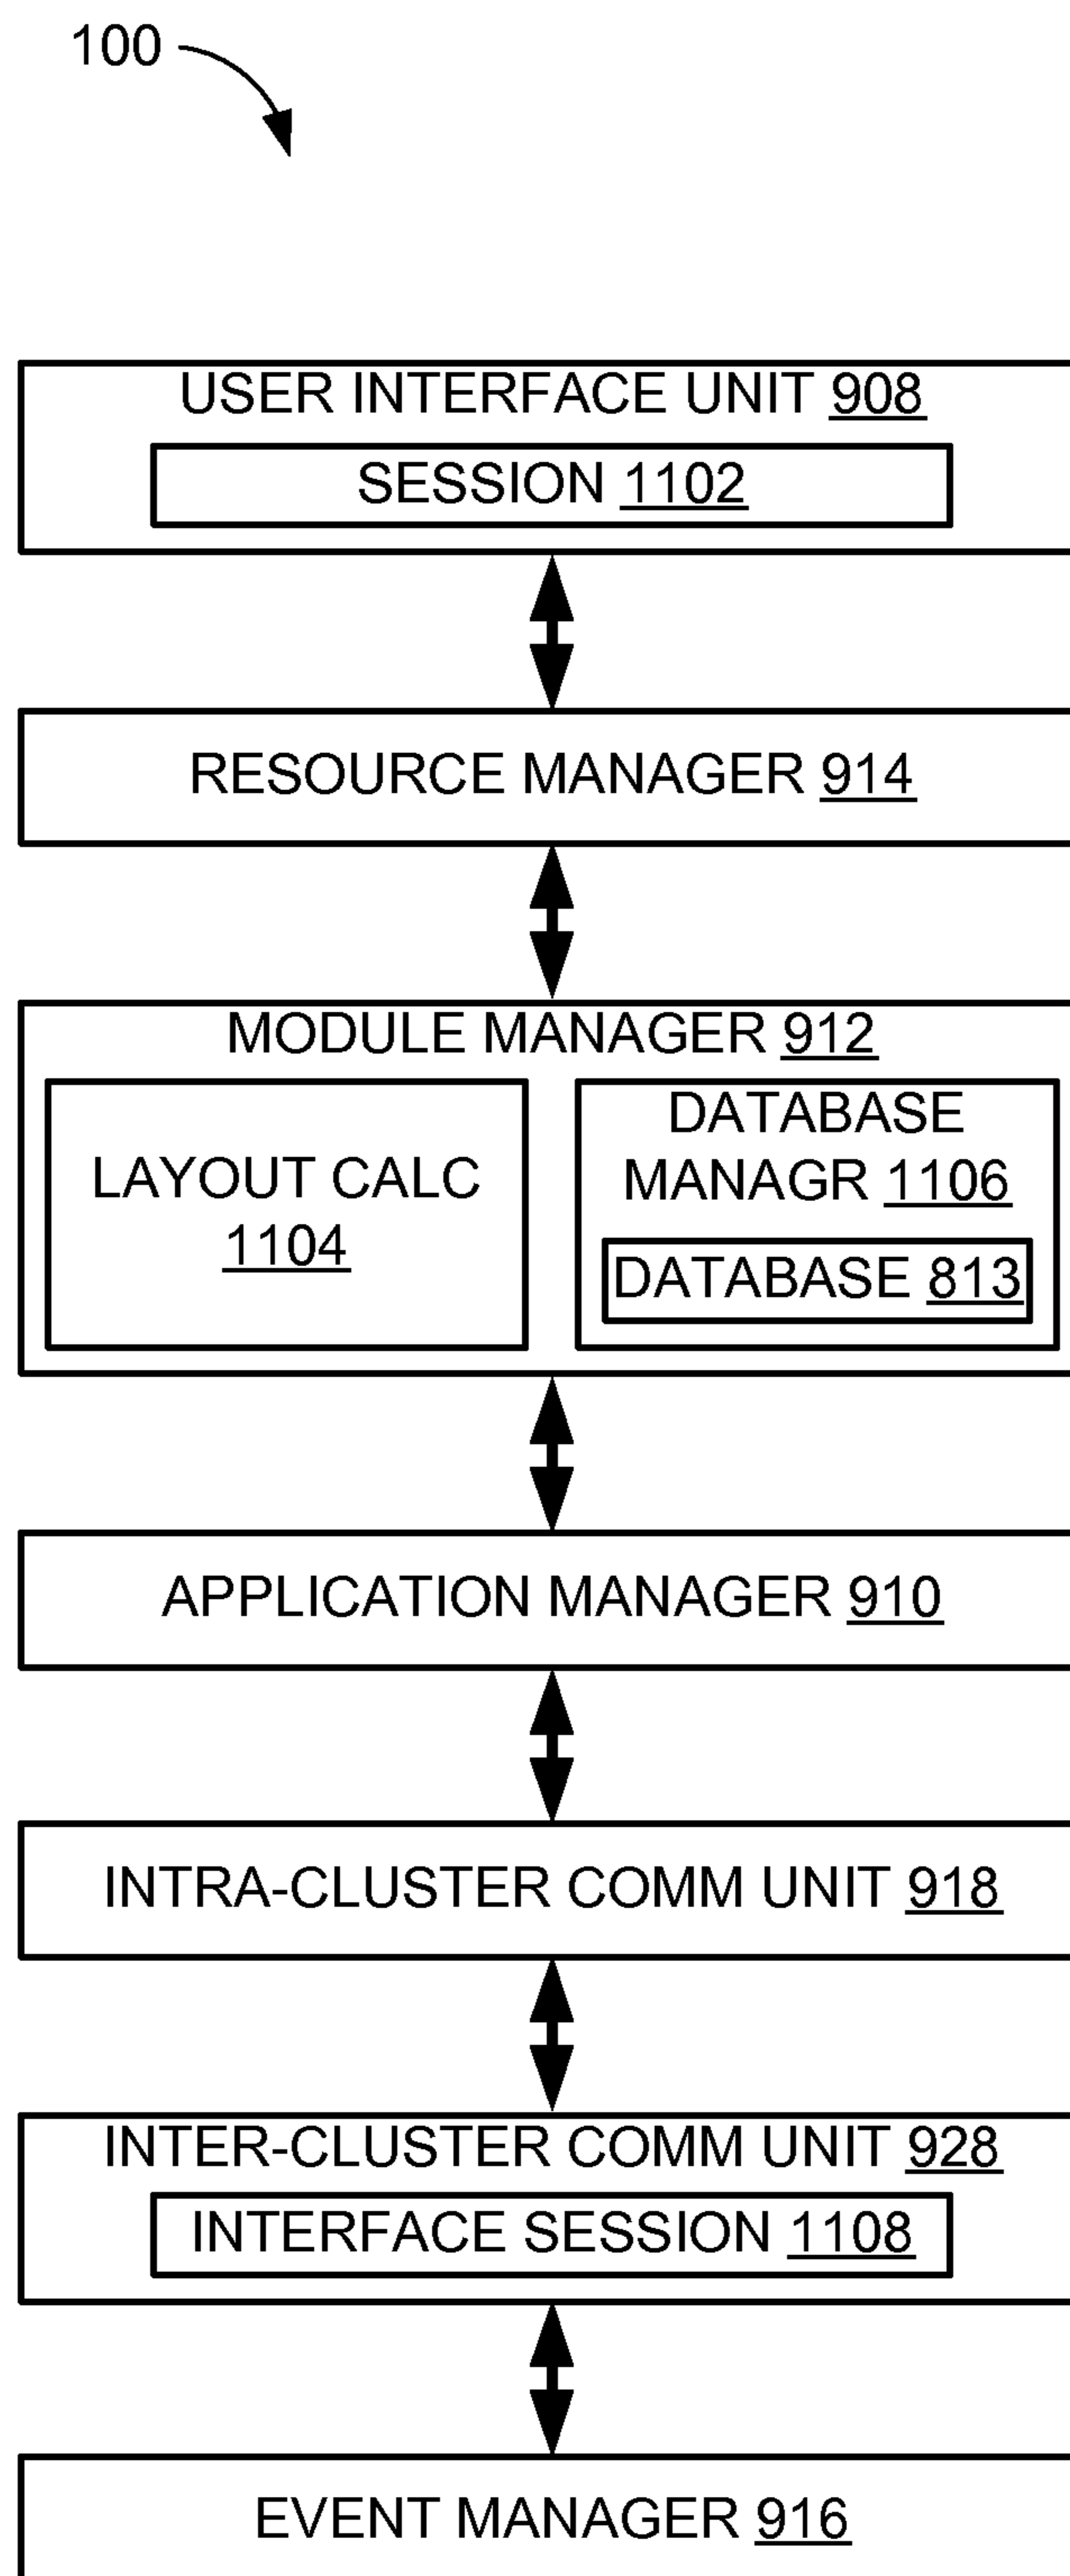 100
USER INTERFACE UNIT 908
SESSION 1102
RESOURCE MANAGER 914
MODULE MANAGER 912
LAYOUT CALC
1104
DATABASE
MANAGR 1106
DATABASE 813
APPLICATION MANAGER 910
INTRA-CLUSTER COMM UNIT 918
INTER-CLUSTER COMM UNIT 928
INTERFACE SESSION 1108
EVENT MANAGER 916